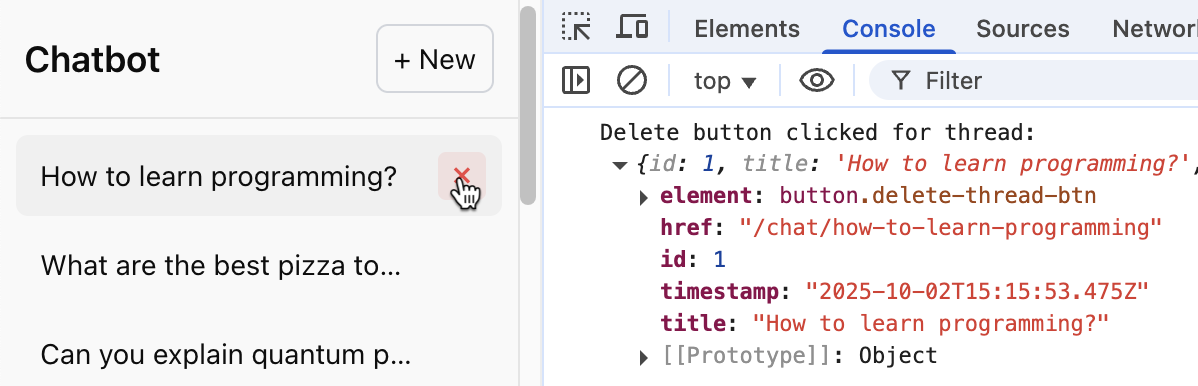 Chatbot
+ New
How to learn programming?
What are the best pizza to...
Can you explain quantum p...
Elements Console Sources Networ
top ▼ Filter
Delete button clicked for thread:
▼ {id: 1, title: 'How to learn programming?',
▶ element: button.delete-thread-btn
href: "/chat/how-to-learn-programming"
id: 1
timestamp: "2025-10-02T15:15:53.475Z"
title: "How to learn programming?"
▶ [[Prototype]]: Object